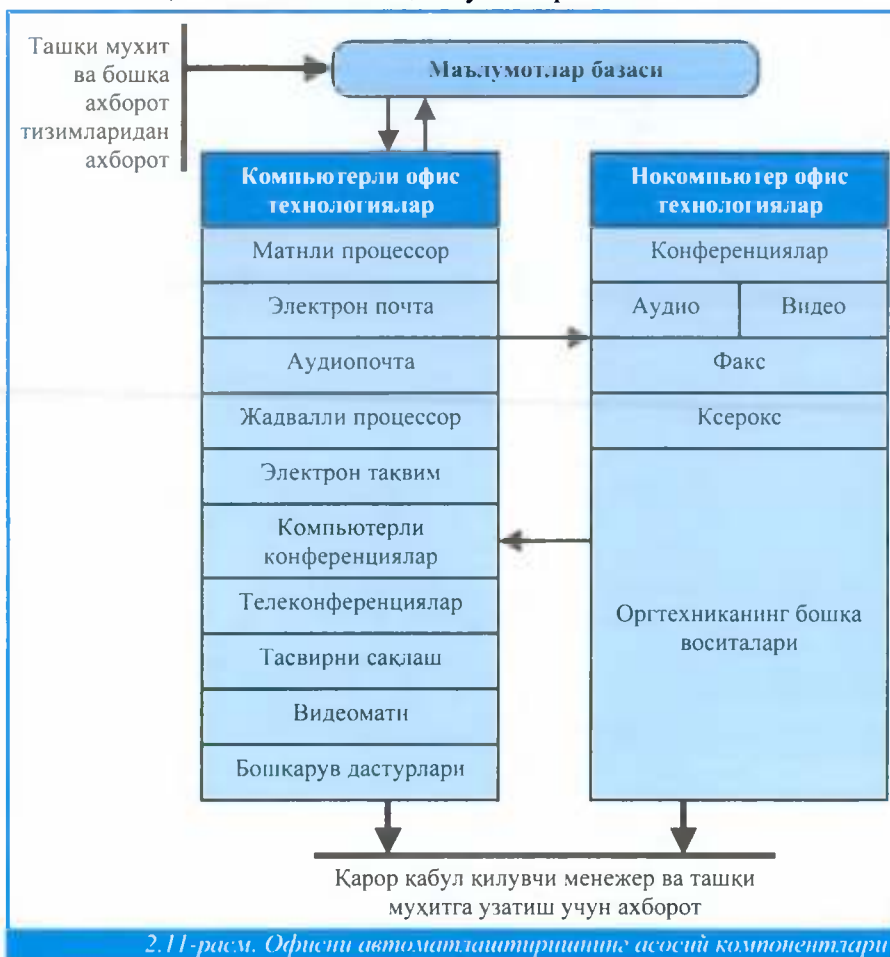 Ташқи муҳит
ва бошқа
ахборот
тизимларидан
ахборот
Маълумотлар базаси
Компьютерли офис
технологиялар
Матнли процессор
Электрон почта
Аудиопочта
Жадвалли процессор
Электрон тақвим
Компьютерли
конференциялар
Телеконференциялар
Тасвирни сақлаш
Видеоматн
Бошқарув дастурлари
Нокомпьютер офис
технологиялар
Конференциялар
Аудио Видео
Факс
Ксерокс
Оргтехниканинг бошқа
воситалари
Қарор қабул қилувчи менежер ва ташқи
муҳитга узатиш учун ахборот
2.11-расм. Офисни автоматлаштиришнинг асосий компонентлари